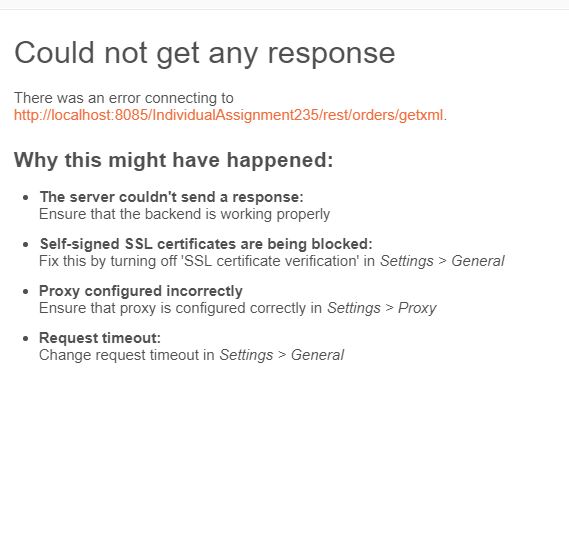 Could not get any response
There was an error connecting to
http://localhost:8085/IndividualAssignment235/rest/orders/getxml.
Why this might have happened:
• The server couldn't send a response:
Ensure that the backend is working properly
• Self-signed SSL certificates are being blocked:
Fix this by turning off 'SSL certificate verification' in Settings > General
• Proxy configured incorrectly
Ensure that proxy is configured correctly in Settings > Proxy
• Request timeout:
Change request timeout in Settings > General